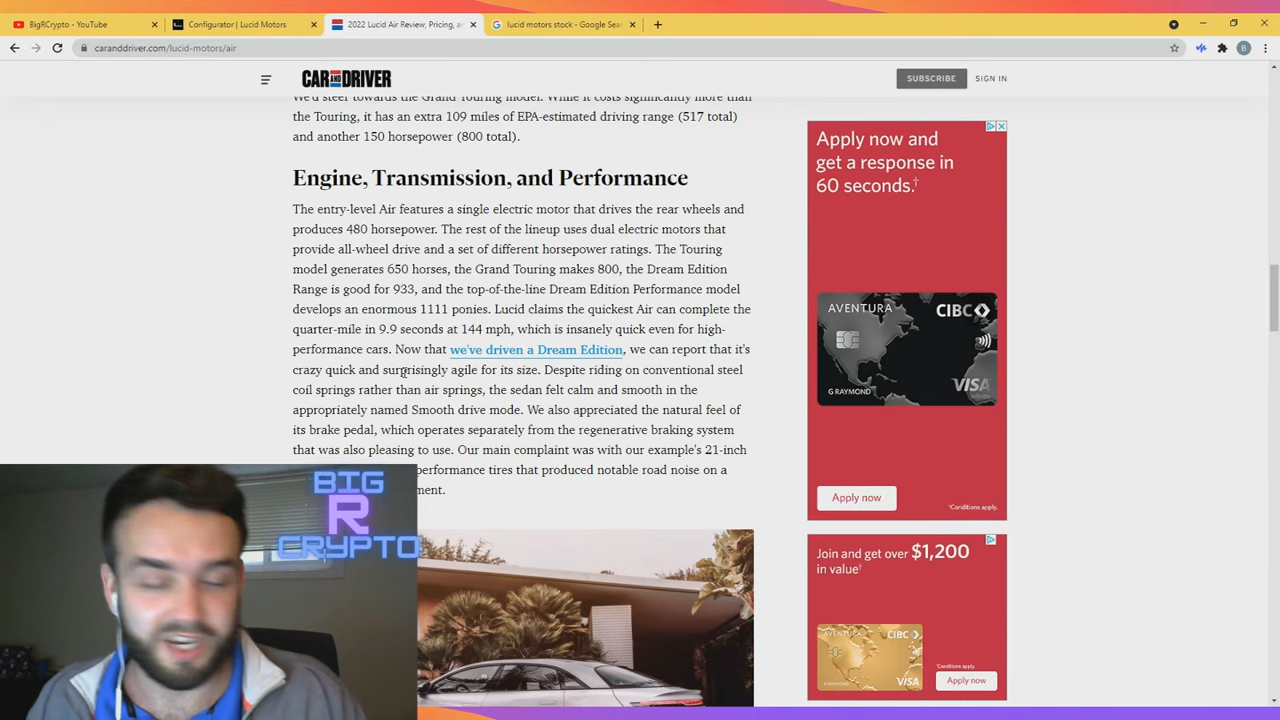 BigRCrypto - YouTube
Configurator | Lucid Motors
2022 Lucid Air Review, Pricing, a
lucid motors stock - Google Sea
caranddriver.com/lucid-motors/air
B
CAR AND DRIVER
SUBSCRIBE
SIGN IN
We'd steer towards the Grand Touring model. While it costs significantly more than
the Touring, it has an extra 109 miles of EPA-estimated driving range (517 total)
and another 150 horsepower (800 total).
Engine, Transmission, and Performance
The entry-level Air features a single electric motor that drives the rear wheels and
produces 480 horsepower. The rest of the lineup uses dual electric motors that
provide all-wheel drive and a set of different horsepower ratings. The Touring
model generates 650 horses, the Grand Touring makes 800, the Dream Edition
Range is good for 933, and the top-of-the-line Dream Edition Performance model
develops an enormous 1111 ponies. Lucid claims the quickest Air can complete the
quarter-mile in 9.9 seconds at 144 mph, which is insanely quick even for high-
performance cars. Now that we've driven a Dream Edition, we can report that it's
crazy quick and surprisingly agile for its size. Despite riding on conventional steel
coil springs rather than air springs, the sedan felt calm and smooth in the
appropriately named Smooth drive mode. We also appreciated the natural feel of
its brake pedal, which operates separately from the regenerative braking system
that was also pleasing to use. Our main complaint was with our example's 21-inch
performance tires that produced notable road noise on a
ment.
Apply now and
get a response in
60 seconds.†
AVENTURA
CIBC
G RAYMOND
VISA
Infinite
Apply now
†Conditions apply.
Join and get over $1,200
in value†
AVENTURA
CIBC
VISA
†Conditions apply.
Apply now
BIG
R
CRYPTO